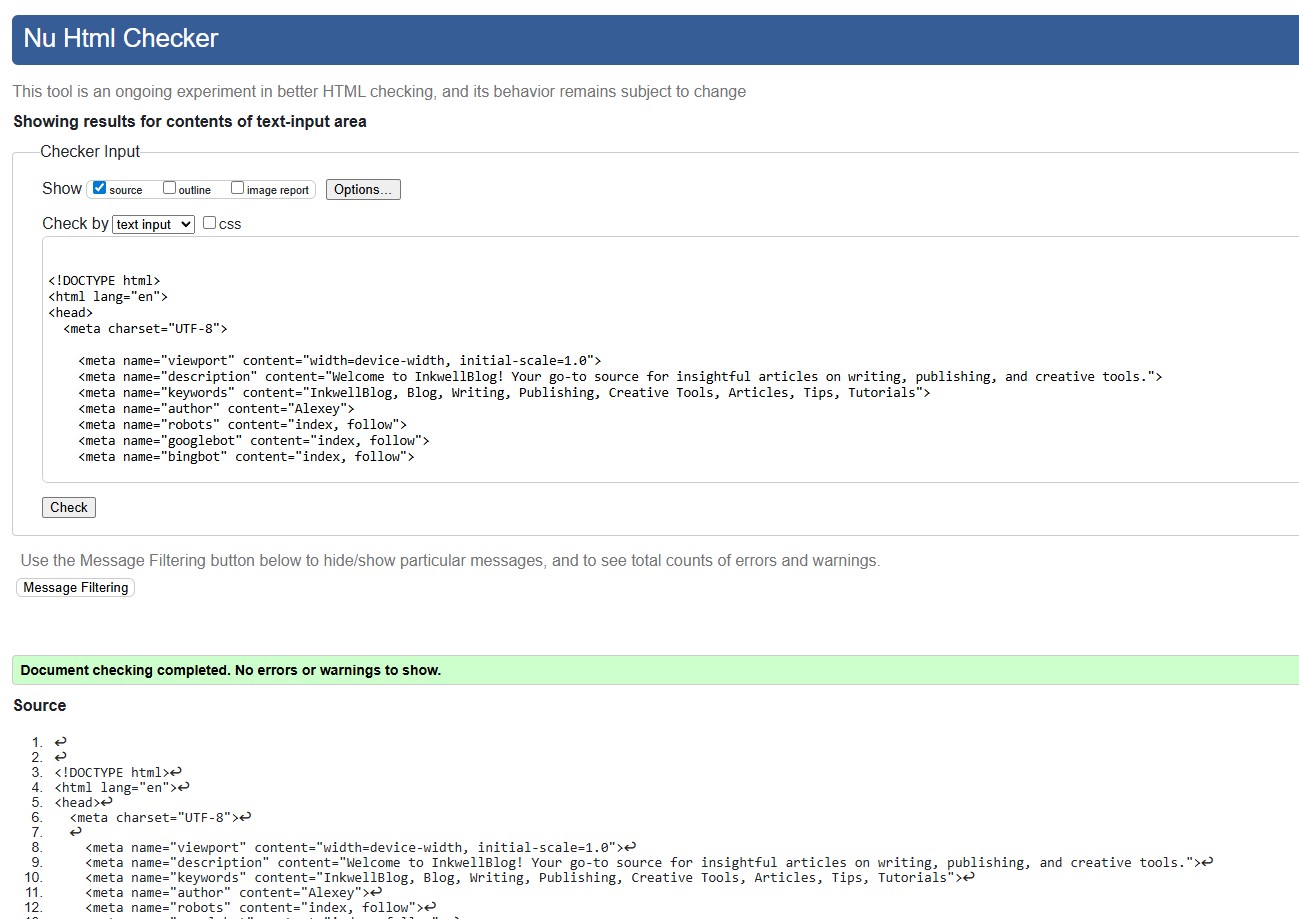 Nu Html Checker
This tool is an ongoing experiment in better HTML checking, and its behavior remains subject to change
Showing results for contents of text-input area
Checker Input
Show source outline image report Options...
Check by text input css
<!DOCTYPE html>
<html lang="en">
<head>
<meta charset="UTF-8">
<meta name="viewport" content="width=device-width, initial-scale=1.0">
<meta name="description" content="Welcome to InkwellBlog! Your go-to source for insightful articles on writing, publishing, and creative tools.">
<meta name="keywords" content="InkwellBlog, Blog, Writing, Publishing, Creative Tools, Articles, Tips, Tutorials">
<meta name="author" content="Alexey">
<meta name="robots" content="index, follow">
<meta name="googlebot" content="index, follow">
<meta name="bingbot" content="index, follow">
Check
Use the Message Filtering button below to hide/show particular messages, and to see total counts of errors and warnings.
Message Filtering
Document checking completed. No errors or warnings to show.
Source
1. ↩
2. ↩
3. <!DOCTYPE html>↩
4. <html lang="en">↩
5. <head>↩
6. <meta charset="UTF-8">↩
7. ↩
8. <meta name="viewport" content="width=device-width, initial-scale=1.0">↩
9. <meta name="description" content="Welcome to InkwellBlog! Your go-to source for insightful articles on writing, publishing, and creative tools.">↩
10. <meta name="keywords" content="InkwellBlog, Blog, Writing, Publishing, Creative Tools, Articles, Tips, Tutorials">↩
11. <meta name="author" content="Alexey">↩
12. <meta name="robots" content="index, follow">↩